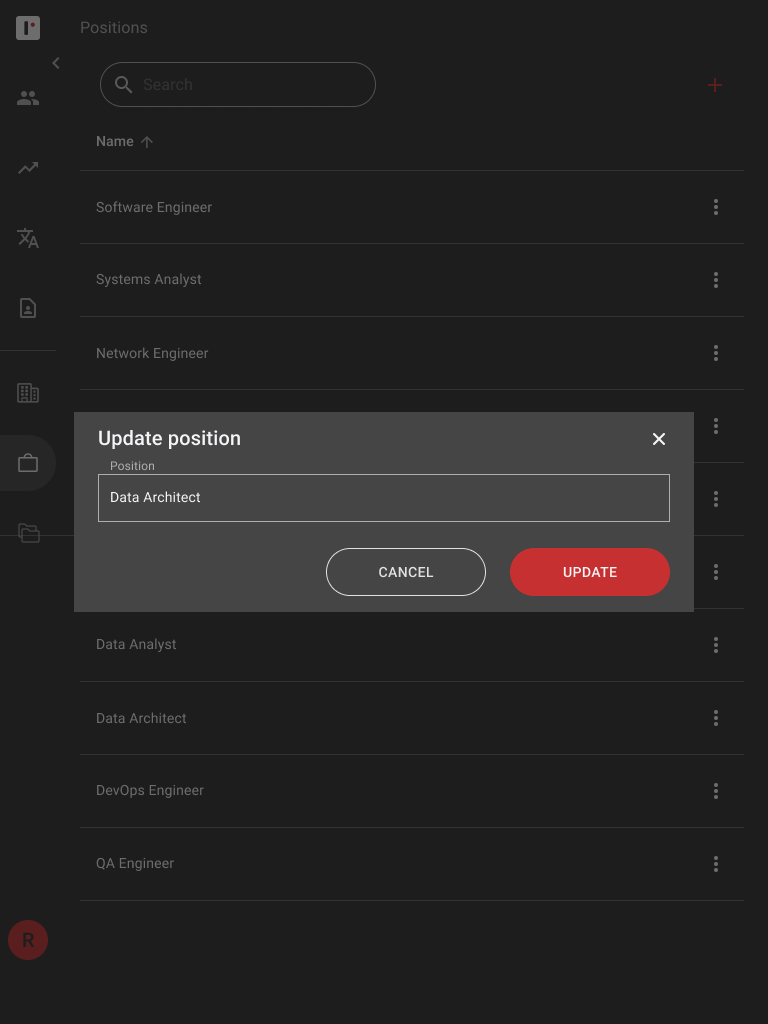 Positions
Search
Name
Software Engineer
Systems Analyst
Network Engineer
Update position
Position
Data Architect
CANCEL
UPDATE
Data Analyst
Data Architect
DevOps Engineer
QA Engineer
R